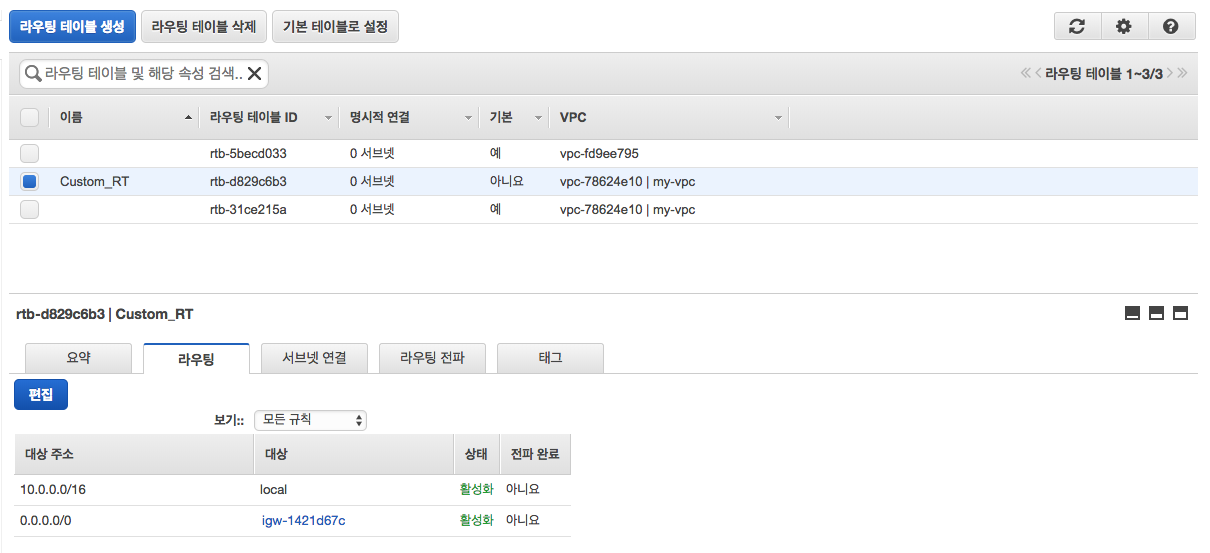 라우팅 테이블 생성 라우팅 테이블 삭제 기본 테이블로 설정
라우팅 테이블 및 해당 속성 검색.. 라우팅 테이블 1~3/3
이름 라우팅 테이블 ID 명시적 연결 기본 VPC
rtb-5becd033 0 서브넷 예 vpc-fd9ee795
Custom_RT rtb-d829c6b3 0 서브넷 아니요 vpc-78624e10 | my-vpc
rtb-31ce215a 0 서브넷 예 vpc-78624e10 | my-vpc
rtb-d829c6b3 | Custom_RT
요약 라우팅 서브넷 연결 라우팅 전파 태그
편집
보기:: 모든 규칙
대상 주소 대상 상태 전파 완료
10.0.0.0/16 local 활성화 아니요
0.0.0.0/0 igw-1421d67c 활성화 아니요